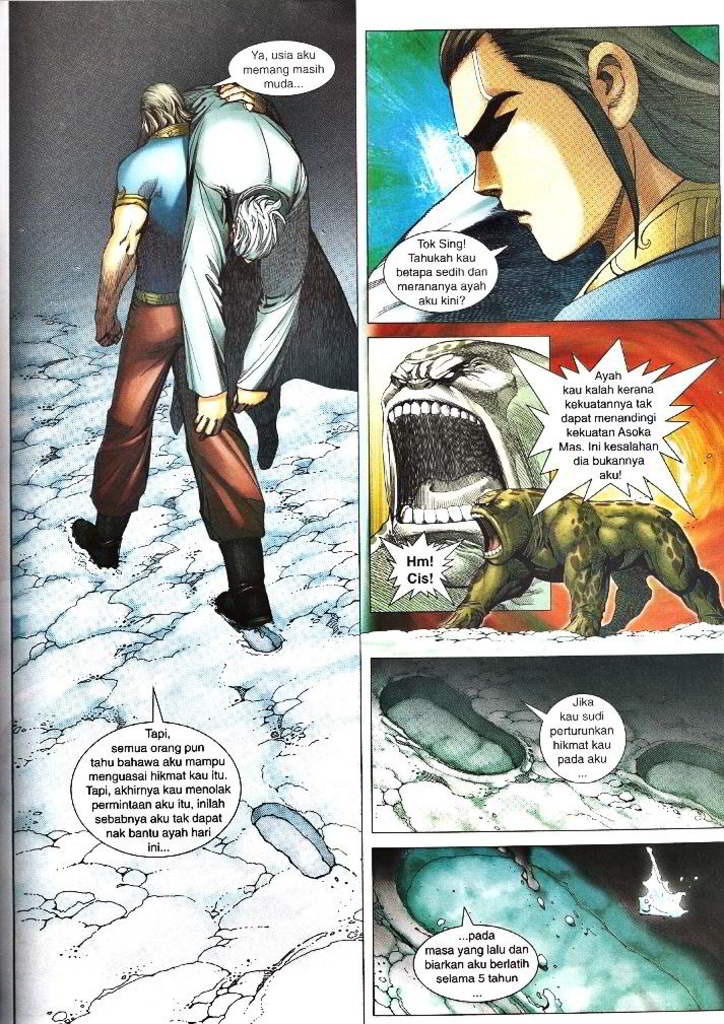 Ya, usia aku
memang masih
muda...
Tapi,
semua orang pun
tahu bahawa aku mampu
menguasai hikmat kau itu.
Tapi, akhirnya kau menolak
permintaan aku itu, inilah
sebabnya aku tak dapat
nak bantu ayah hari
ini...
Tok Sing!
Tahukah kau
betapa sedih dan
merananya ayah
aku kini?
Ayah
kau kalah kerana
kekuatannya tak
dapat menandingi
kekuatan Asoka
Mas. Ini kesalahan
dia bukannya
aku!
Hm!
Cis!
Jika
kau sudi
perturunkan
hikmat kau
pada aku
...
...pada
masa yang lalu dan
biarkan aku berlatih
selama 5 tahun
...